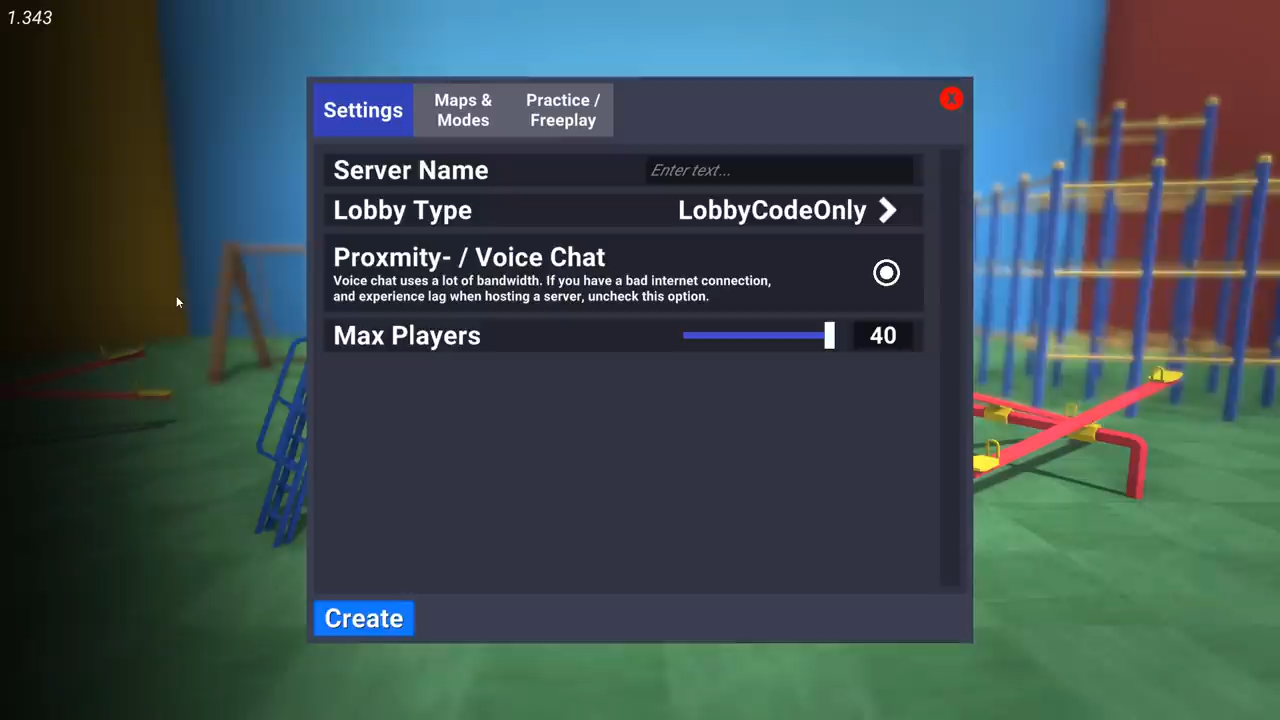 1.343
Settings
Maps &
Modes
Practice /
Freeplay
X
Server Name
Enter text...
Lobby Type
LobbyCodeOnly
Proxmity- / Voice Chat
Voice chat uses a lot of bandwidth. If you have a bad internet connection,
and experience lag when hosting a server, uncheck this option.
Max Players
40
Create